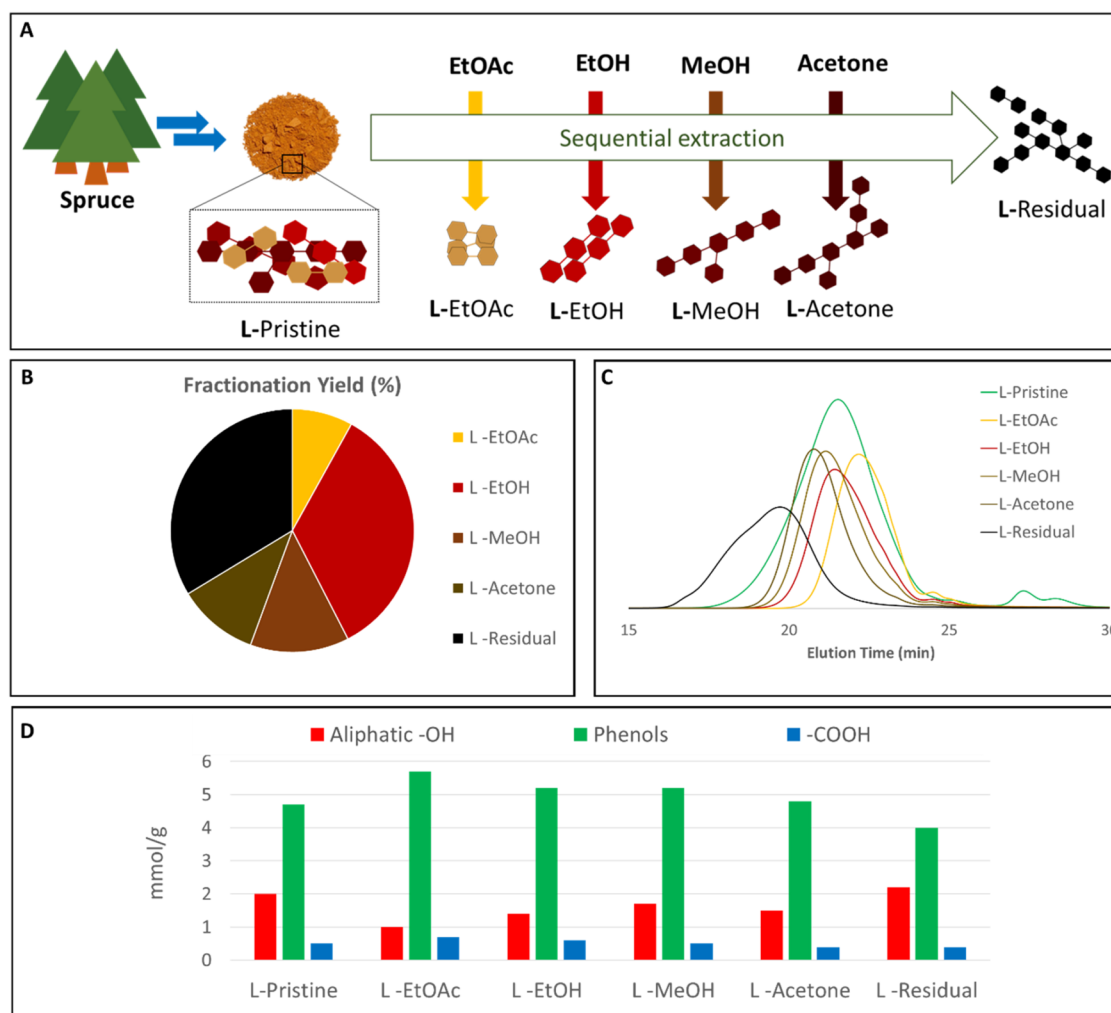 A
EtOAc EtOH MeOH Acetone
Sequential extraction
Spruce
L-Pristine
L-EtOAc
L-EtOH
L-MeOH
L-Acetone
L-Residual
B
Fractionation Yield (%)
L -EtOAc
L -EtOH
L -MeOH
L -Acetone
L -Residual
C
L-Pristine
L-EtOAc
L-EtOH
L-MeOH
L-Acetone
L-Residual
15 20 25 30
Elution Time (min)
D
Aliphatic -OH Phenols -COOH
mmol/g
6
5
4
3
2
1
0
L-Pristine L -EtOAc L -EtOH L -MeOH L -Acetone L -Residual